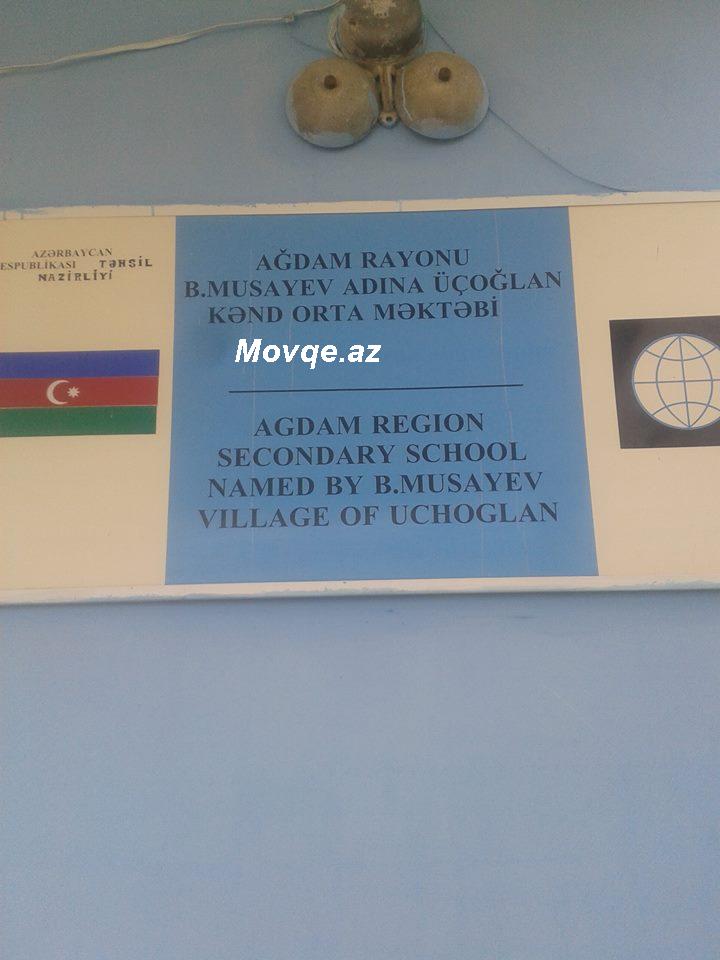 AZƏRBAYCAN
ESPUBLİKASI TƏHSİL
NAZİRLİYİ
AĞDAM RAYONU
B.MUSAYEV ADINA ÜÇOĞLAN
KƏND ORTA MƏKTƏBİ
Movqe.az
AGDAM REGION
SECONDARY SCHOOL
NAMED BY B.MUSAYEV
VILLAGE OF UCHOGLAN